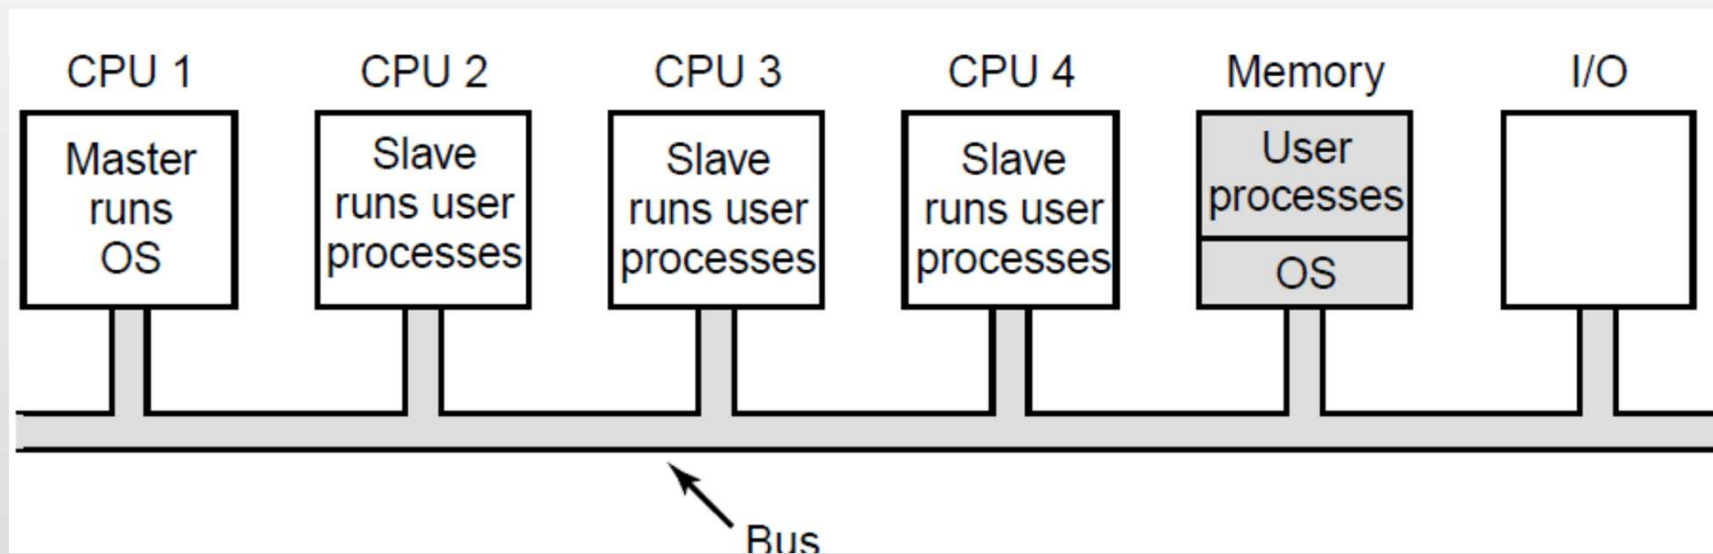 CPU 1
CPU 2
CPU 3
CPU 4
Memory
I/O
Master
runs
OS
Slave
runs user
processes
Slave
runs user
processes
Slave
runs user
processes
User
processes
OS
Bus